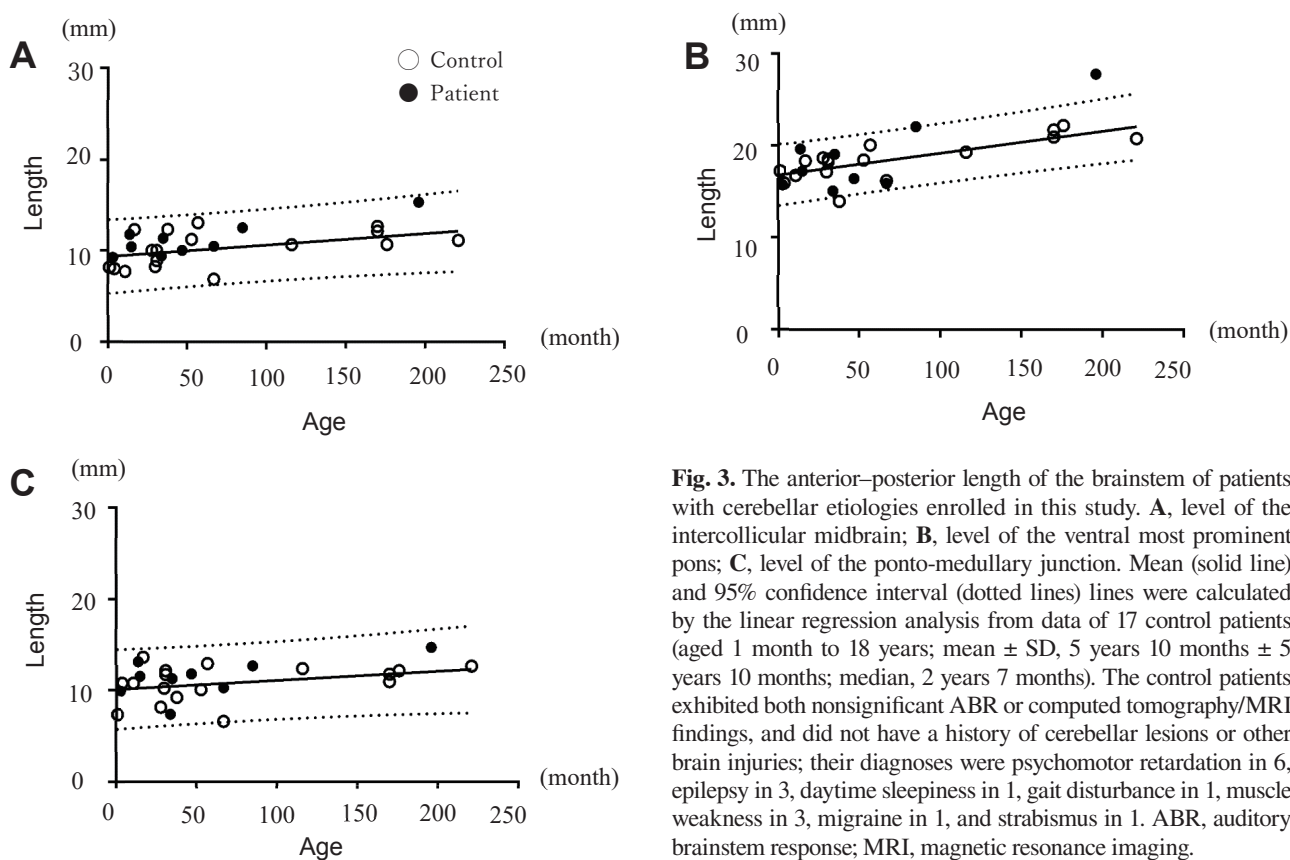 A
(mm)
Control
Patient
30
20
10
0
Length
0 50 100 150 200 250
(month)
Age
B
(mm)
30
20
10
0
Length
0 50 100 150 200 250
(month)
Age
C
(mm)
30
20
10
0
Length
0 50 100 150 200 250
(month)
Age
Fig. 3. The anterior–posterior length of the brainstem of patients
with cerebellar etiologies enrolled in this study. A, level of the
intercollicular midbrain; B, level of the ventral most prominent
pons; C, level of the ponto-medullary junction. Mean (solid line)
and 95% confidence interval (dotted lines) lines were calculated
by the linear regression analysis from data of 17 control patients
(aged 1 month to 18 years; mean ± SD, 5 years 10 months ± 5
years 10 months; median, 2 years 7 months). The control patients
exhibited both nonsignificant ABR or computed tomography/MRI
findings, and did not have a history of cerebellar lesions or other
brain injuries; their diagnoses were psychomotor retardation in 6,
epilepsy in 3, daytime sleepiness in 1, gait disturbance in 1, muscle
weakness in 3, migraine in 1, and strabismus in 1. ABR, auditory
brainstem response; MRI, magnetic resonance imaging.